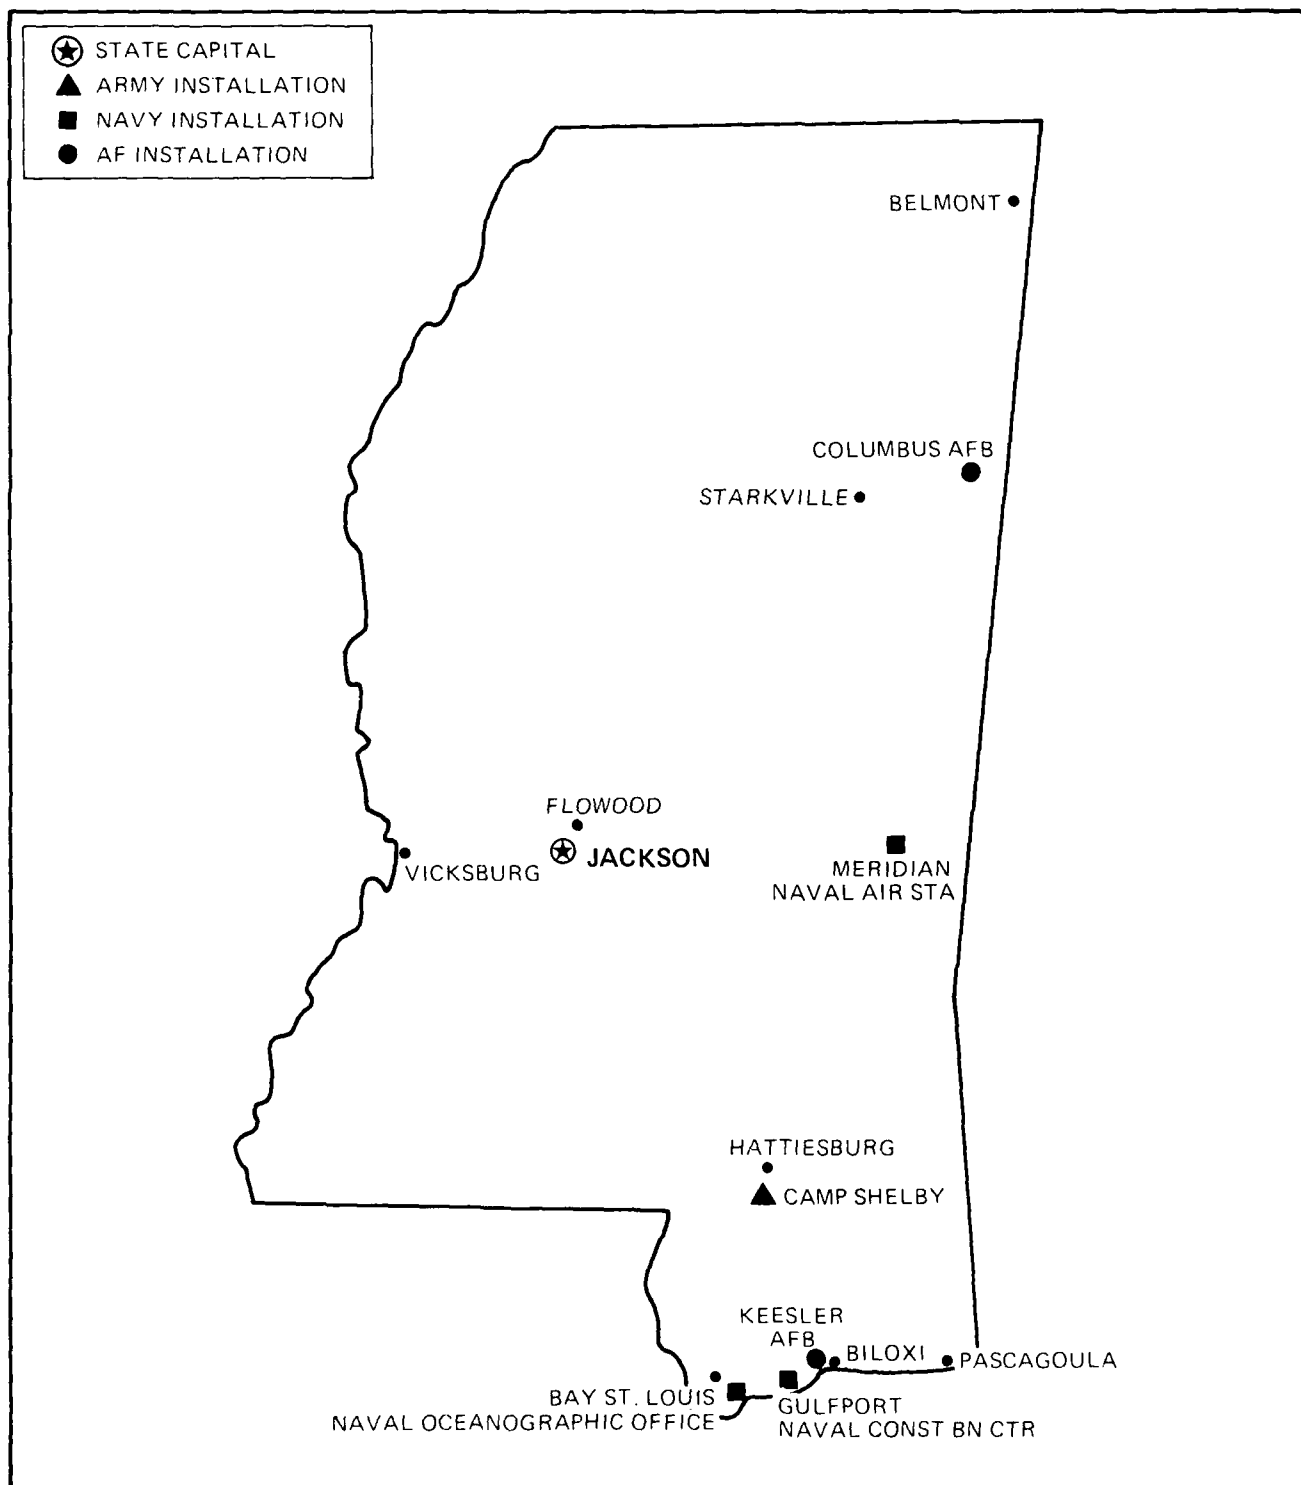 STATE CAPITAL
ARMY INSTALLATION
NAVY INSTALLATION
AF INSTALLATION
BELMONT
COLUMBUS AFB
STARKVILLE
FLOWOOD
JACKSON
VICKSBURG
MERIDIAN
NAVAL AIR STA
HATTIESBURG
CAMP SHELBY
KEESLER
AFB
BILOXI
PASCAGOULA
BAY ST. LOUIS
NAVAL OCEANOGRAPHIC OFFICE
GULFPORT
NAVAL CONST BN CTR